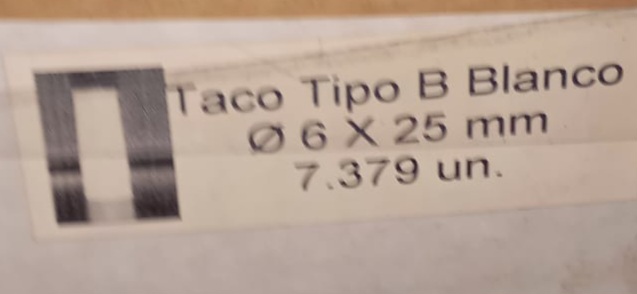 Taco Tipo B Blanco
Ø 6 X 25 mm
7.379 un.